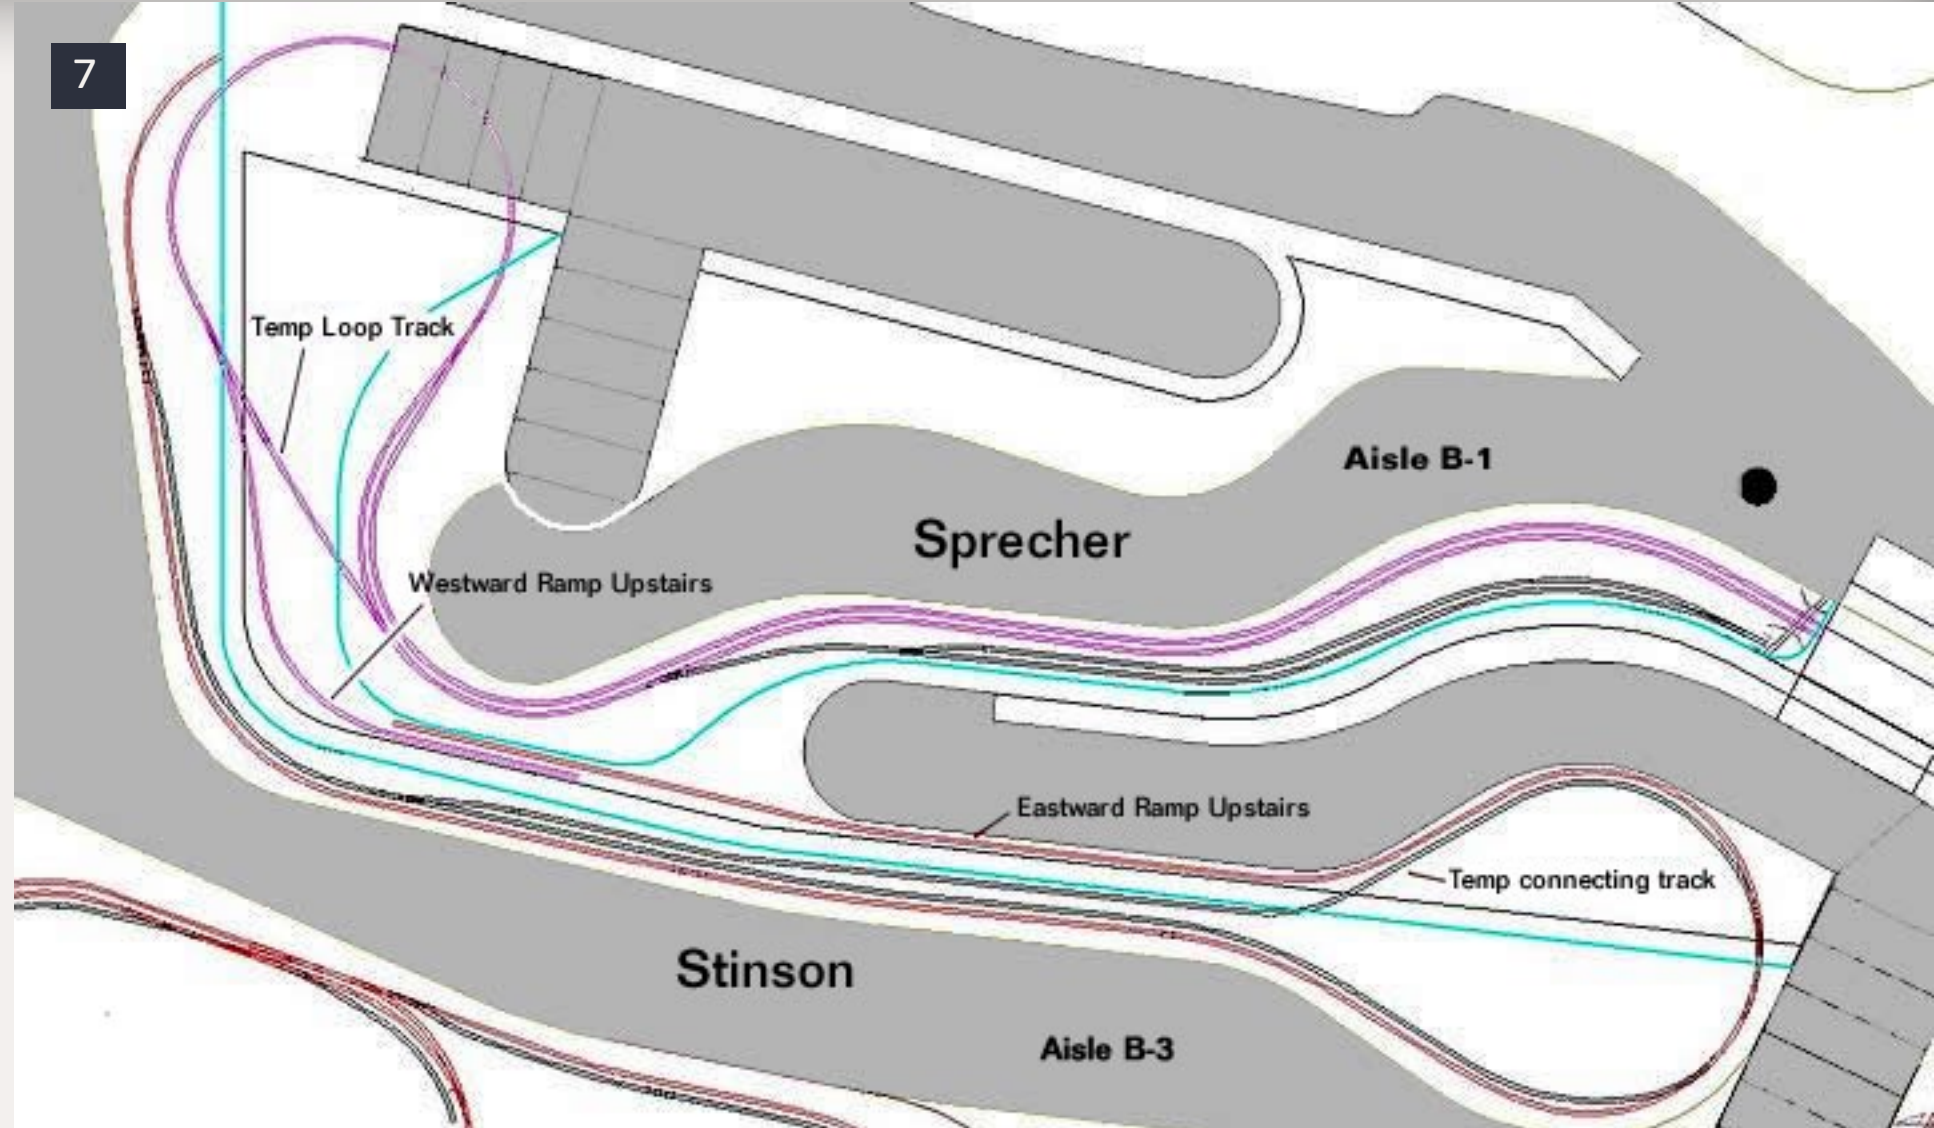 7
Temp Loop Track
Aisle B-1
Sprecher
Westward Ramp Upstairs
Eastward Ramp Upstairs
Temp connecting track
Stinson
Aisle B-3